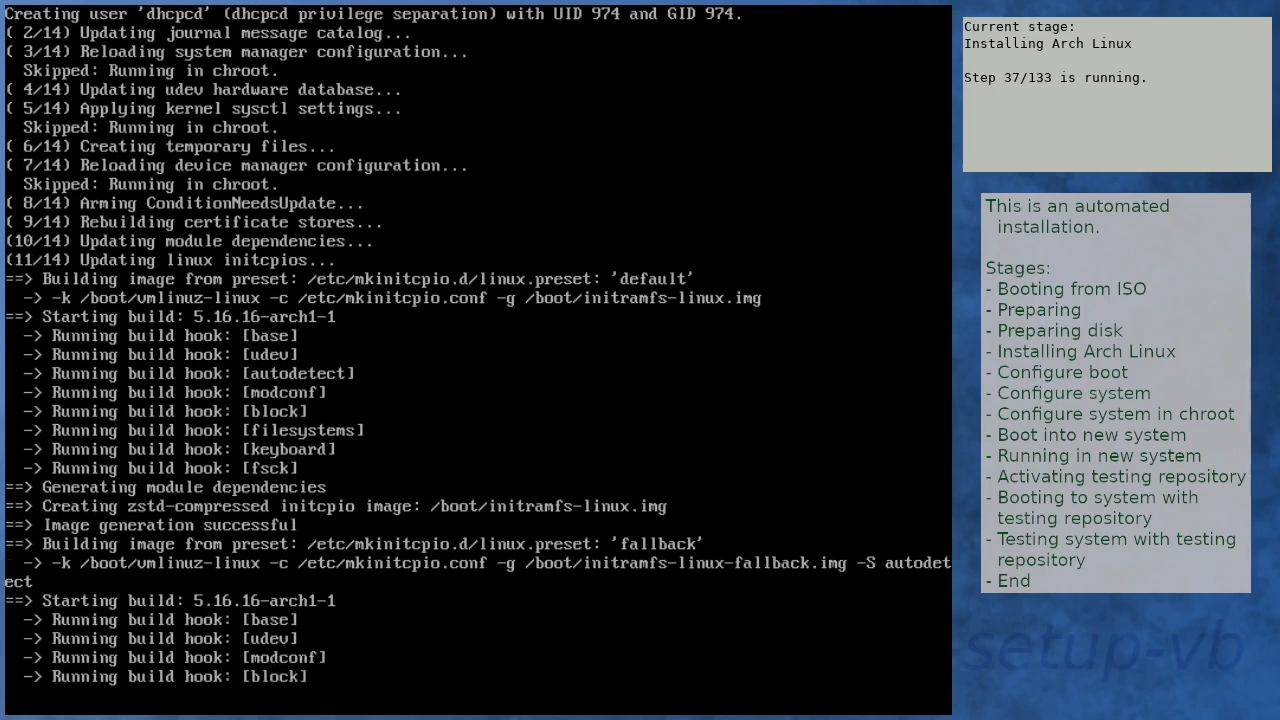 Creating user 'dhcpcd' (dhcpcd privilege separation) with UID 974 and GID 974.
( 2/14) Updating journal message catalog...
( 3/14) Reloading system manager configuration...
  Skipped: Running in chroot.
( 4/14) Updating udev hardware database...
( 5/14) Applying kernel sysctl settings...
  Skipped: Running in chroot.
( 6/14) Creating temporary files...
( 7/14) Reloading device manager configuration...
  Skipped: Running in chroot.
( 8/14) Arming ConditionNeedsUpdate...
( 9/14) Rebuilding certificate stores...
(10/14) Updating module dependencies...
(11/14) Updating linux initcpios...
==> Building image from preset: /etc/mkinitcpio.d/linux.preset: 'default'
  -> -k /boot/vmlinuz-linux -c /etc/mkinitcpio.conf -g /boot/initramfs-linux.img
==> Starting build: 5.16.16-arch1-1
  -> Running build hook: [base]
  -> Running build hook: [udev]
  -> Running build hook: [autodetect]
  -> Running build hook: [modconf]
  -> Running build hook: [block]
  -> Running build hook: [filesystems]
  -> Running build hook: [keyboard]
  -> Running build hook: [fsck]
==> Generating module dependencies
==> Creating zstd-compressed initcpio image: /boot/initramfs-linux.img
==> Image generation successful
==> Building image from preset: /etc/mkinitcpio.d/linux.preset: 'fallback'
  -> -k /boot/vmlinuz-linux -c /etc/mkinitcpio.conf -g /boot/initramfs-linux-fallback.img -S autodet
ect
==> Starting build: 5.16.16-arch1-1
  -> Running build hook: [base]
  -> Running build hook: [udev]
  -> Running build hook: [modconf]
  -> Running build hook: [block]
Current stage:
Installing Arch Linux
Step 37/133 is running.
This is an automated
installation.
Stages:
- Booting from ISO
- Preparing
- Preparing disk
- Installing Arch Linux
- Configure boot
- Configure system
- Configure system in chroot
- Boot into new system
- Running in new system
- Activating testing repository
- Booting to system with
testing repository
- Testing system with testing
repository
- End
setup-vb